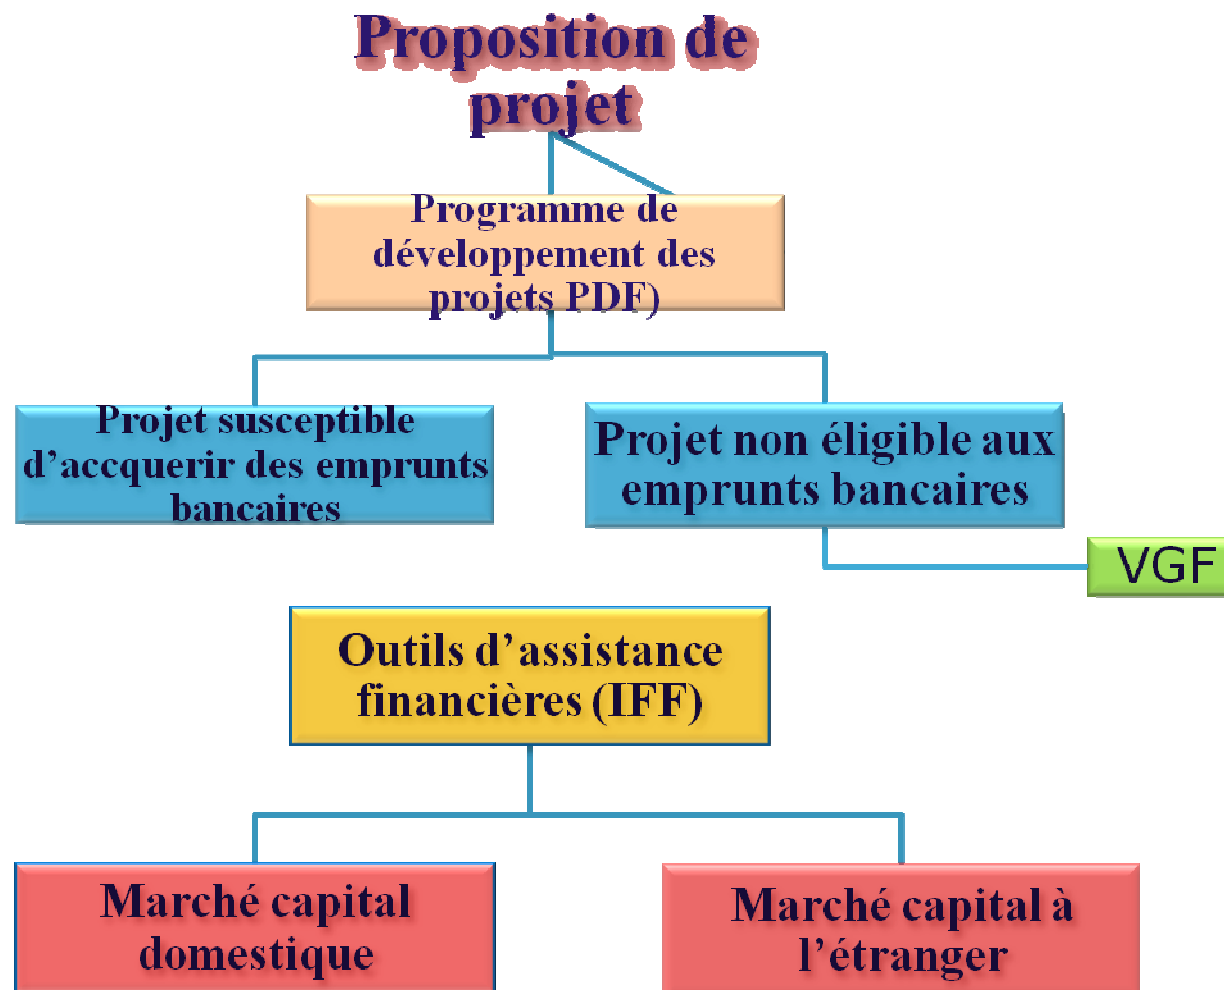 Proposition de
projet
Programme de
développement des
projets PDF)
Projet susceptible
d’accquerir des emprunts
bancaires
Projet non éligible aux
emprunts bancaires
VGF
Outils d’assistance
financières (IFF)
Marché capital
domestique
Marché capital à
l’étranger